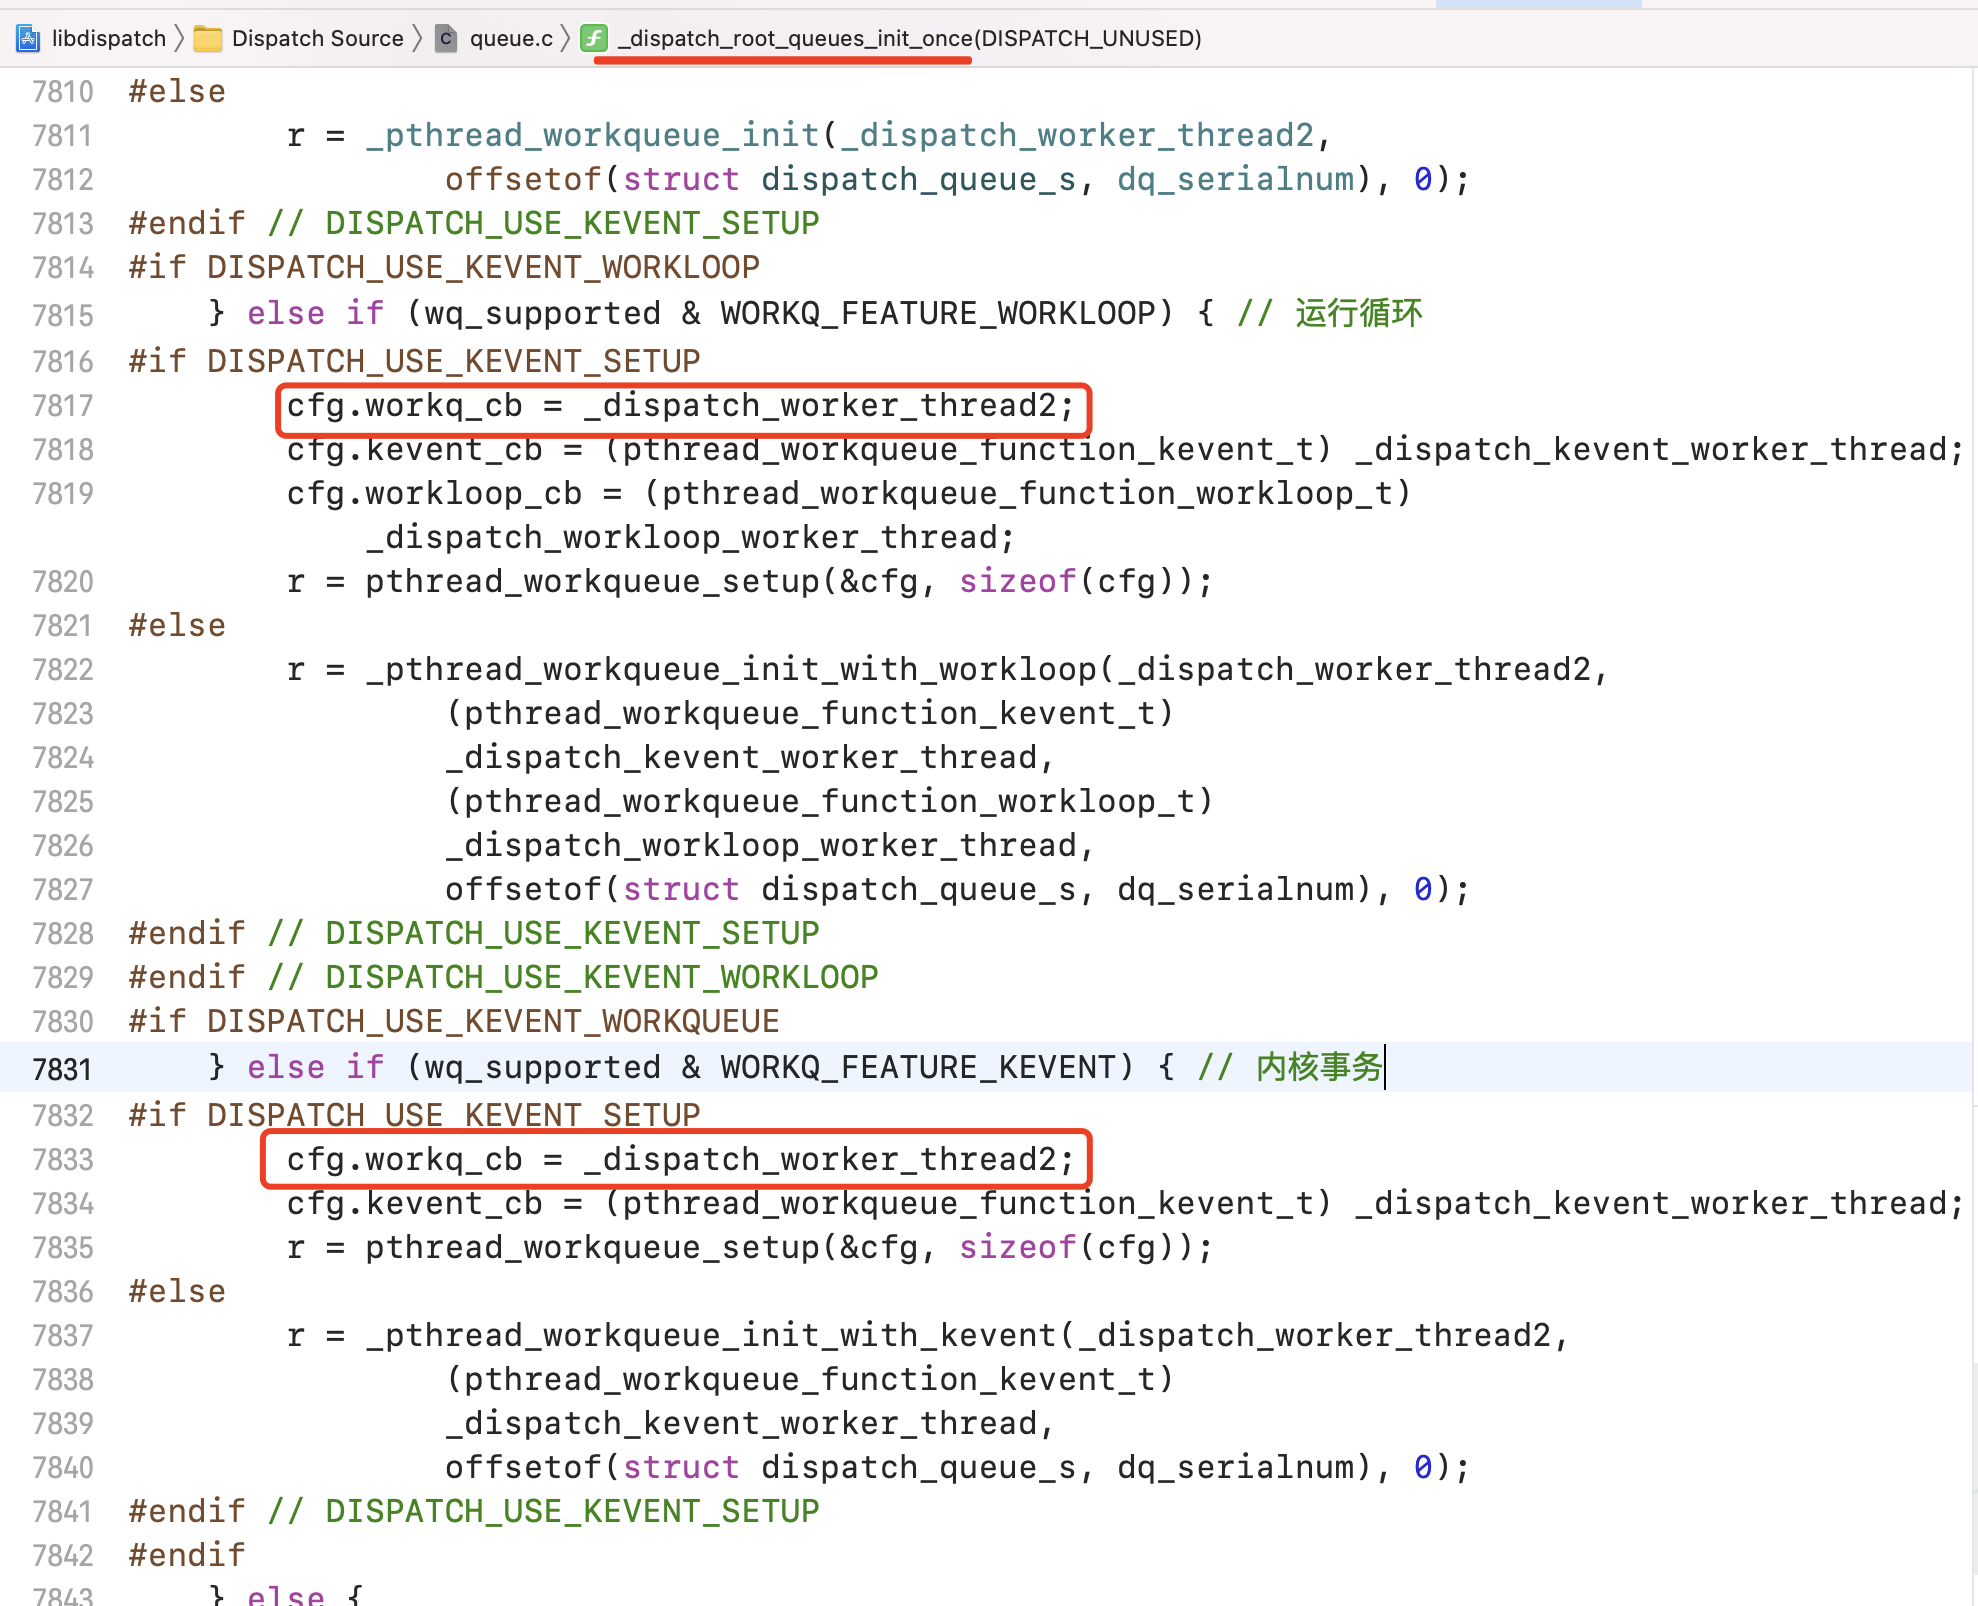 libdispatch Dispatch Source queue.c _dispatch_root_queues_init_once(DISPATCH_UNUSED)
7810 #else
7811 r = _pthread_workqueue_init(_dispatch_worker_thread2,
7812 offsetof(struct dispatch_queue_s, dq_serialnum), 0);
7813 #endif // DISPATCH_USE_KEVENT_SETUP
7814 #if DISPATCH_USE_KEVENT_WORKLOOP
7815 } else if (wq_supported & WORKQ_FEATURE_WORKLOOP) { // 运行循环
7816 #if DISPATCH_USE_KEVENT_SETUP
7817 cfg.workq_cb = _dispatch_worker_thread2;
7818 cfg.kevent_cb = (pthread_workqueue_function_kevent_t) _dispatch_kevent_worker_thread;
7819 cfg.workloop_cb = (pthread_workqueue_function_workloop_t)
_dispatch_workloop_worker_thread;
7820 r = pthread_workqueue_setup(&cfg, sizeof(cfg));
7821 #else
7822 r = _pthread_workqueue_init_with_workloop(_dispatch_worker_thread2,
7823 (pthread_workqueue_function_kevent_t)
7824 _dispatch_kevent_worker_thread,
7825 (pthread_workqueue_function_workloop_t)
7826 _dispatch_workloop_worker_thread,
7827 offsetof(struct dispatch_queue_s, dq_serialnum), 0);
7828 #endif // DISPATCH_USE_KEVENT_SETUP
7829 #endif // DISPATCH_USE_KEVENT_WORKLOOP
7830 #if DISPATCH_USE_KEVENT_WORKQUEUE
7831 } else if (wq_supported & WORKQ_FEATURE_KEVENT) { // 内核事务
7832 #if DISPATCH_USE_KEVENT_SETUP
7833 cfg.workq_cb = _dispatch_worker_thread2;
7834 cfg.kevent_cb = (pthread_workqueue_function_kevent_t) _dispatch_kevent_worker_thread;
7835 r = pthread_workqueue_setup(&cfg, sizeof(cfg));
7836 #else
7837 r = _pthread_workqueue_init_with_kevent(_dispatch_worker_thread2,
7838 (pthread_workqueue_function_kevent_t)
7839 _dispatch_kevent_worker_thread,
7840 offsetof(struct dispatch_queue_s, dq_serialnum), 0);
7841 #endif // DISPATCH_USE_KEVENT_SETUP
7842 #endif
7843 } else {